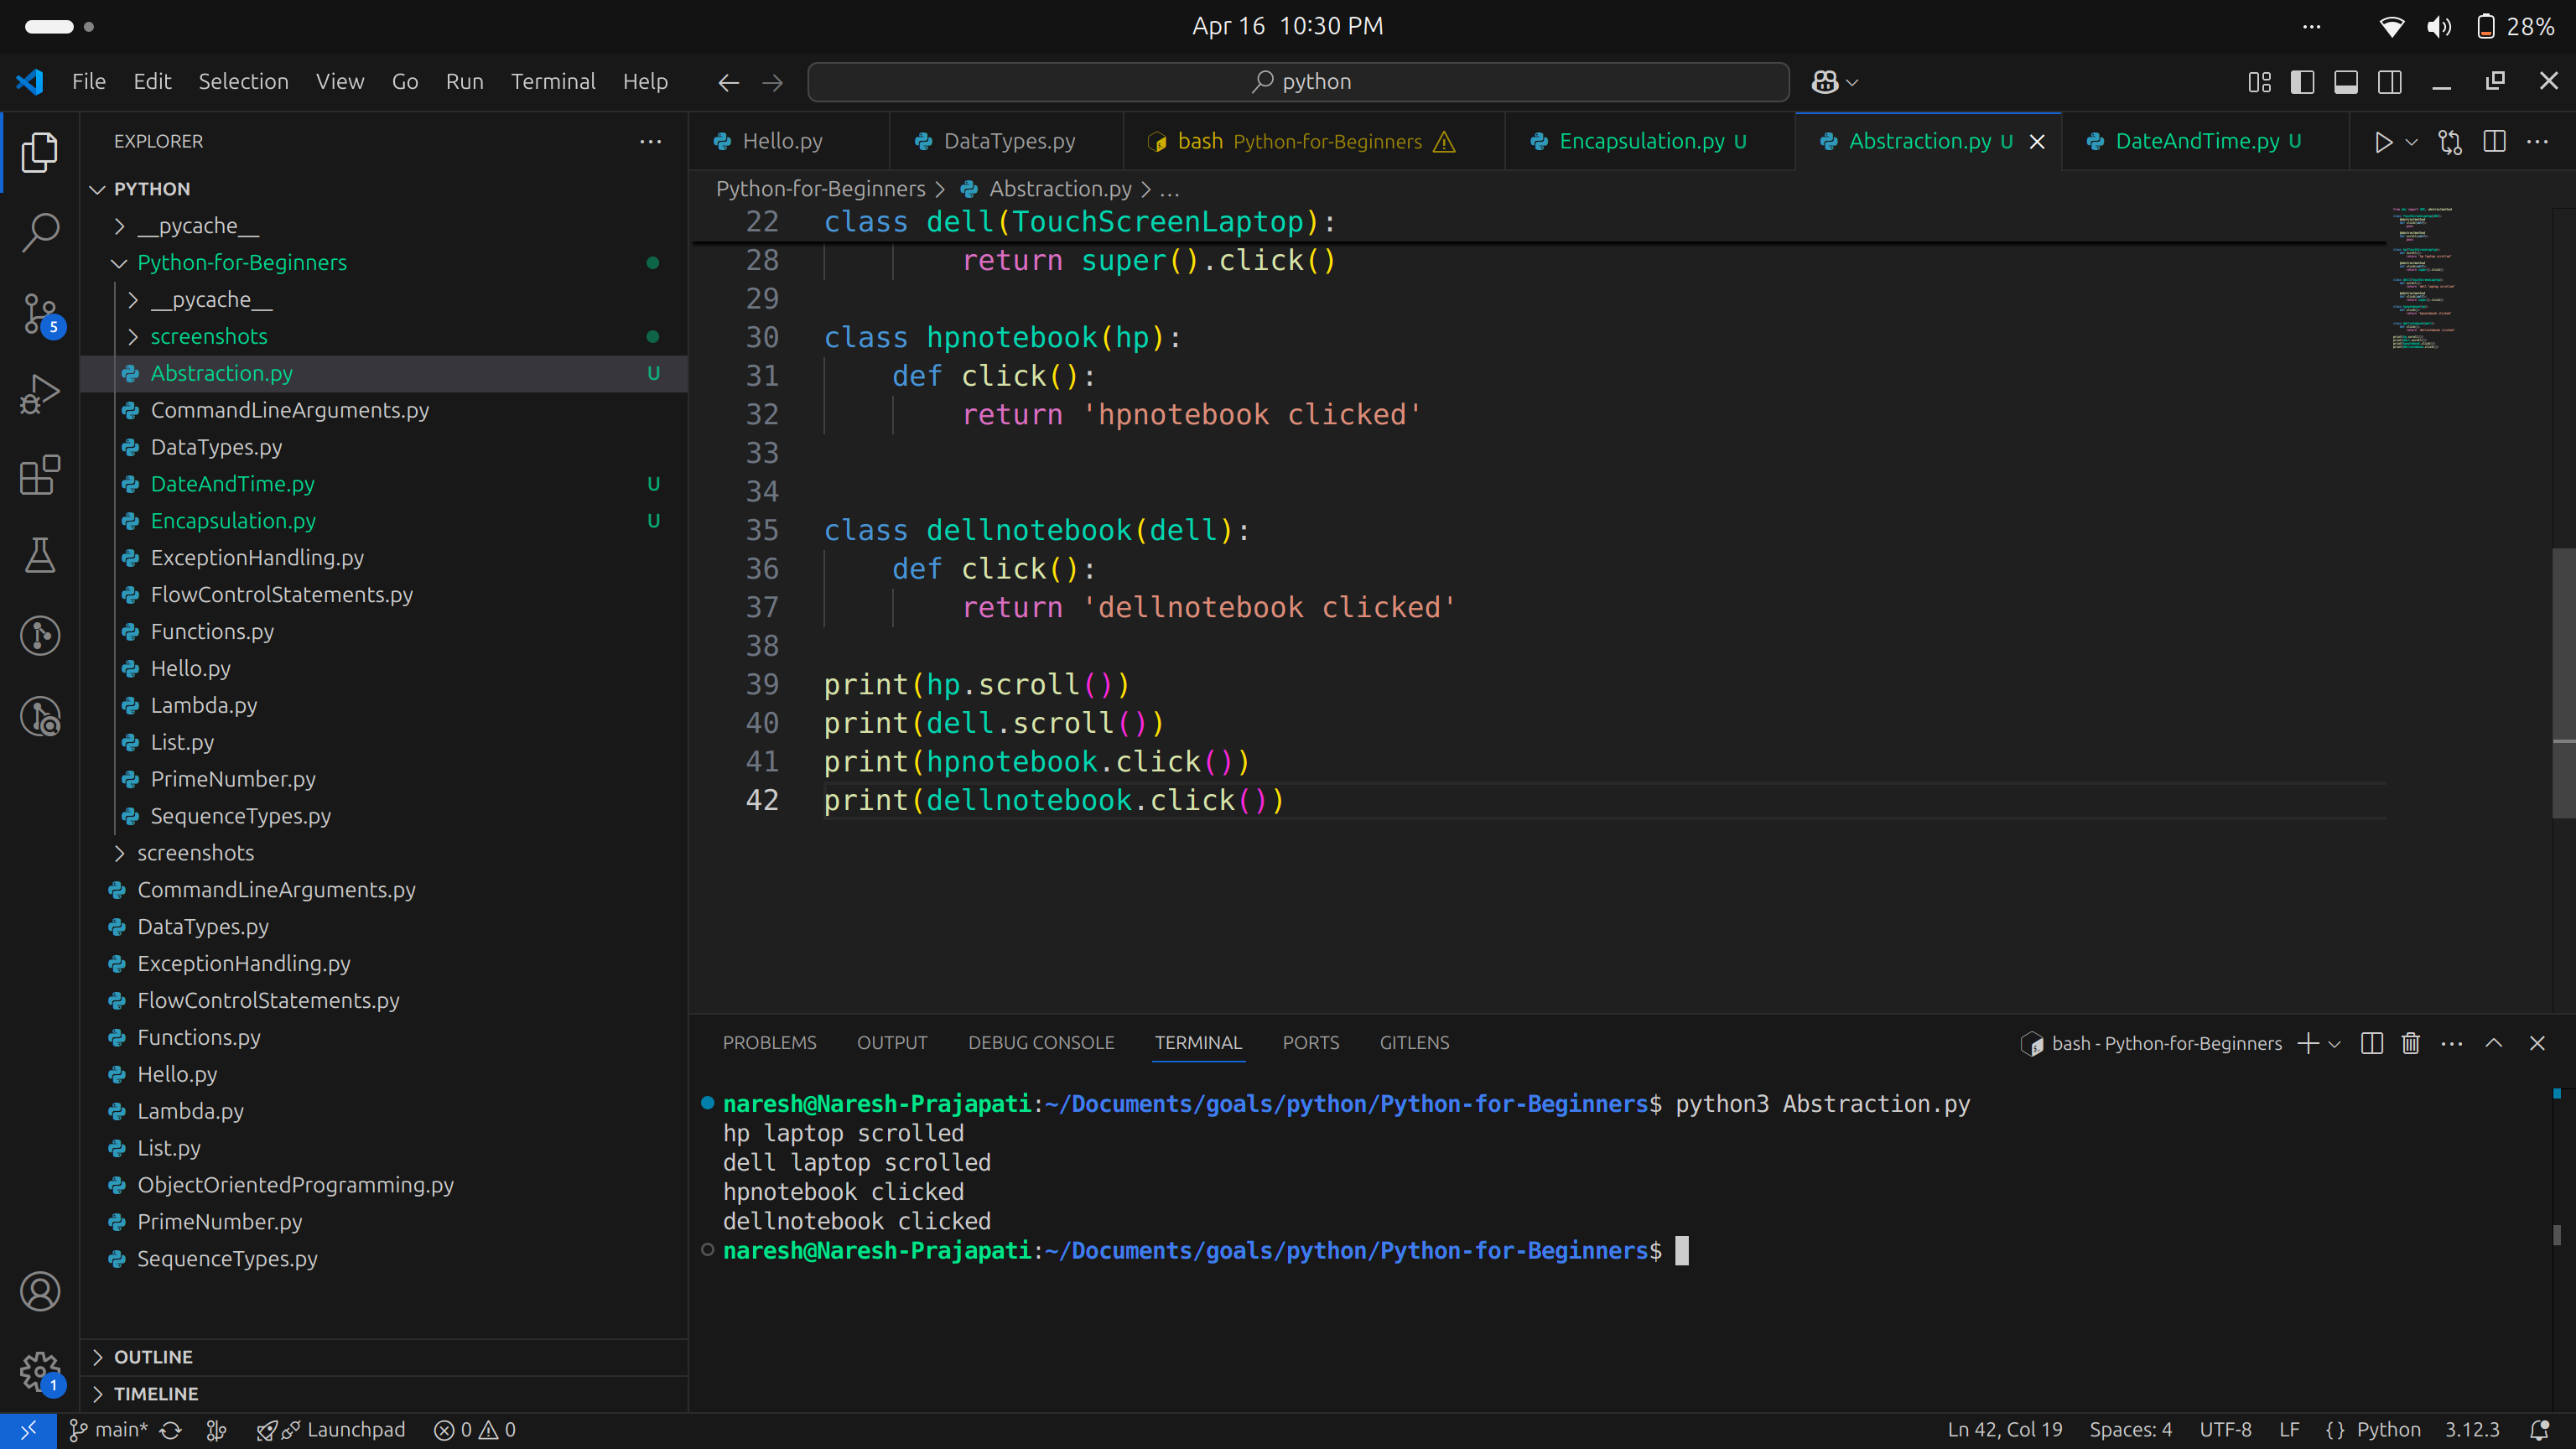 Apr 16 10:30 PM
28%
File Edit Selection View Go Run Terminal Help
python
EXPLORER
PYTHON
__pycache__
Python-for-Beginners
__pycache__
screenshots
Abstraction.py U
CommandLineArguments.py
DataTypes.py
DateAndTime.py U
Encapsulation.py U
ExceptionHandling.py
FlowControlStatements.py
Functions.py
Hello.py
Lambda.py
List.py
PrimeNumber.py
SequenceTypes.py
screenshots
CommandLineArguments.py
DataTypes.py
ExceptionHandling.py
FlowControlStatements.py
Functions.py
Hello.py
Lambda.py
List.py
ObjectOrientedProgramming.py
PrimeNumber.py
SequenceTypes.py
OUTLINE
TIMELINE
5
1
Hello.py DataTypes.py bash Python-for-Beginners Encapsulation.py U Abstraction.py U DateAndTime.py U
Python-for-Beginners > Abstraction.py > ...
22 class dell(TouchScreenLaptop):
28 return super().click()
29
30 class hpnotebook(hp):
31 def click():
32 return 'hpnotebook clicked'
33
34
35 class dellnotebook(dell):
36 def click():
37 return 'dellnotebook clicked'
38
39 print(hp.scroll())
40 print(dell.scroll())
41 print(hpnotebook.click())
42 print(dellnotebook.click())
PROBLEMS OUTPUT DEBUG CONSOLE TERMINAL PORTS GITLENS
bash - Python-for-Beginners
naresh@Naresh-Prajapati:~/Documents/goals/python/Python-for-Beginners$ python3 Abstraction.py
hp laptop scrolled
dell laptop scrolled
hpnotebook clicked
dellnotebook clicked
naresh@Naresh-Prajapati:~/Documents/goals/python/Python-for-Beginners$
main* Launchpad 0 0
Ln 42, Col 19 Spaces: 4 UTF-8 LF {} Python 3.12.3